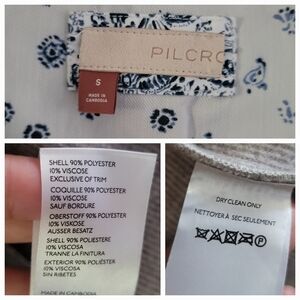 PILCRO
S
MADE IN
CAMBODIA
SHELL 90% POLYESTER
10% VISCOSE
EXCLUSIVE OF TRIM
COQUILLE 90% POLYESTER
10% VISCOSE
SAUF BORDURE
OBERSTOFF 90% POLYESTER
10% VISKOSE
AUSSER BESATZ
SHELL 90% POLIESTERE
10% VISCOSA
TRANNE LA FINITURA
EXTERIOR 90% POLIÉSTER
10% VISCOSA
SIN RIBETES
MADE IN CAMBODIA
DRY CLEAN ONLY
NETTOYER À SEC SEULEMENT
P